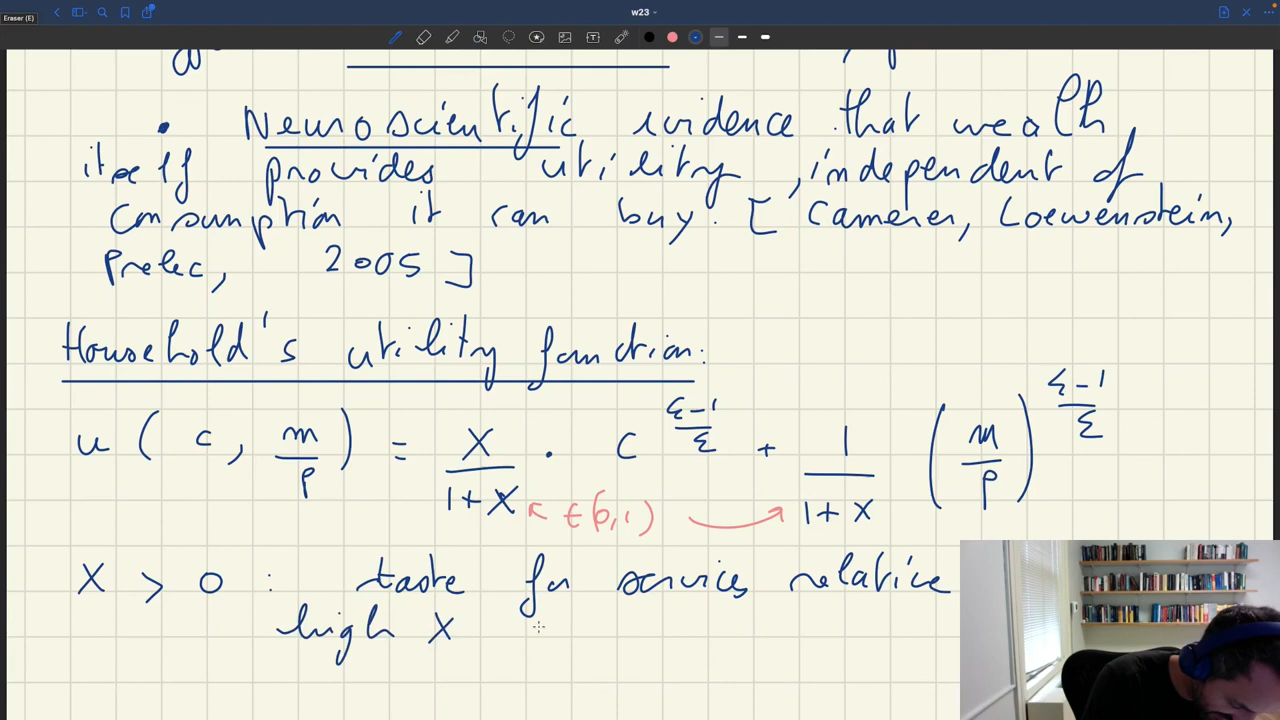 Eraser (E)
w23
• Neuroscientific evidence that wealth
itself provides utility, independent of
consumption it can buy. [Camerer, Loewenstein,
Prelec, 2005]
Household's utility function:
u(c, m/p) = χ/(1+χ) · c^((ε-1)/ε) + 1/(1+χ) (m/p)^((ε-1)/ε)
∈(0,1)
χ > 0 : taste for services relative
high χ